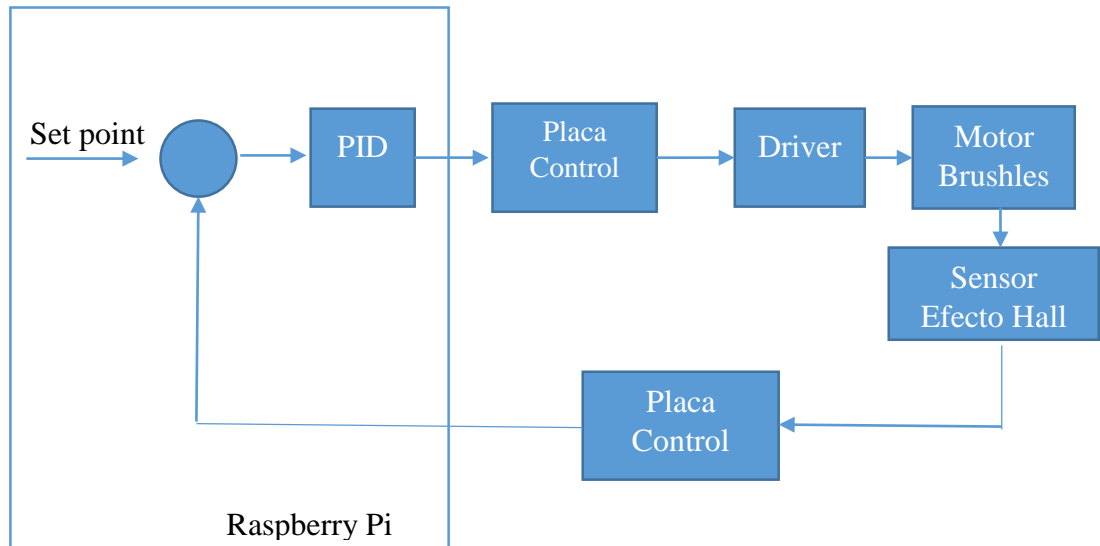 Set point
PID
Placa
Control
Driver
Motor
Brushles
Sensor
Efecto Hall
Placa
Control
Raspberry Pi